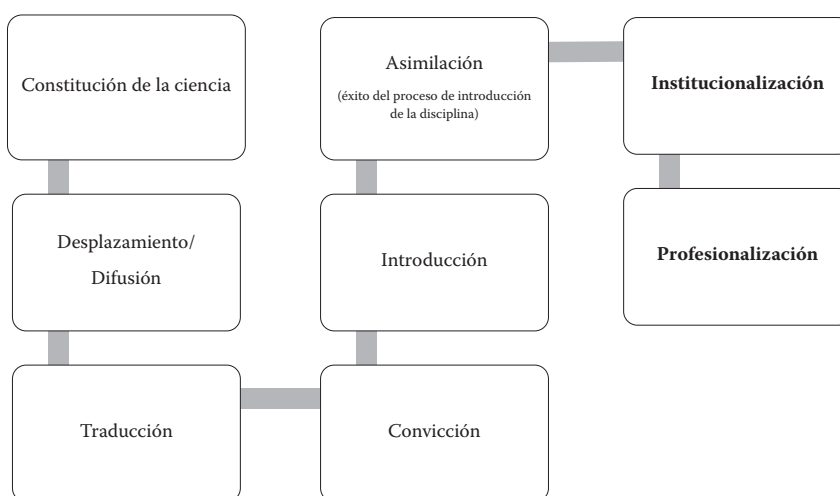 Constitución de la ciencia
Desplazamiento/
Difusión
Traducción
Convicción
Introducción
Asimilación
(éxito del proceso de introducción
de la disciplina)
Institucionalización
Profesionalización